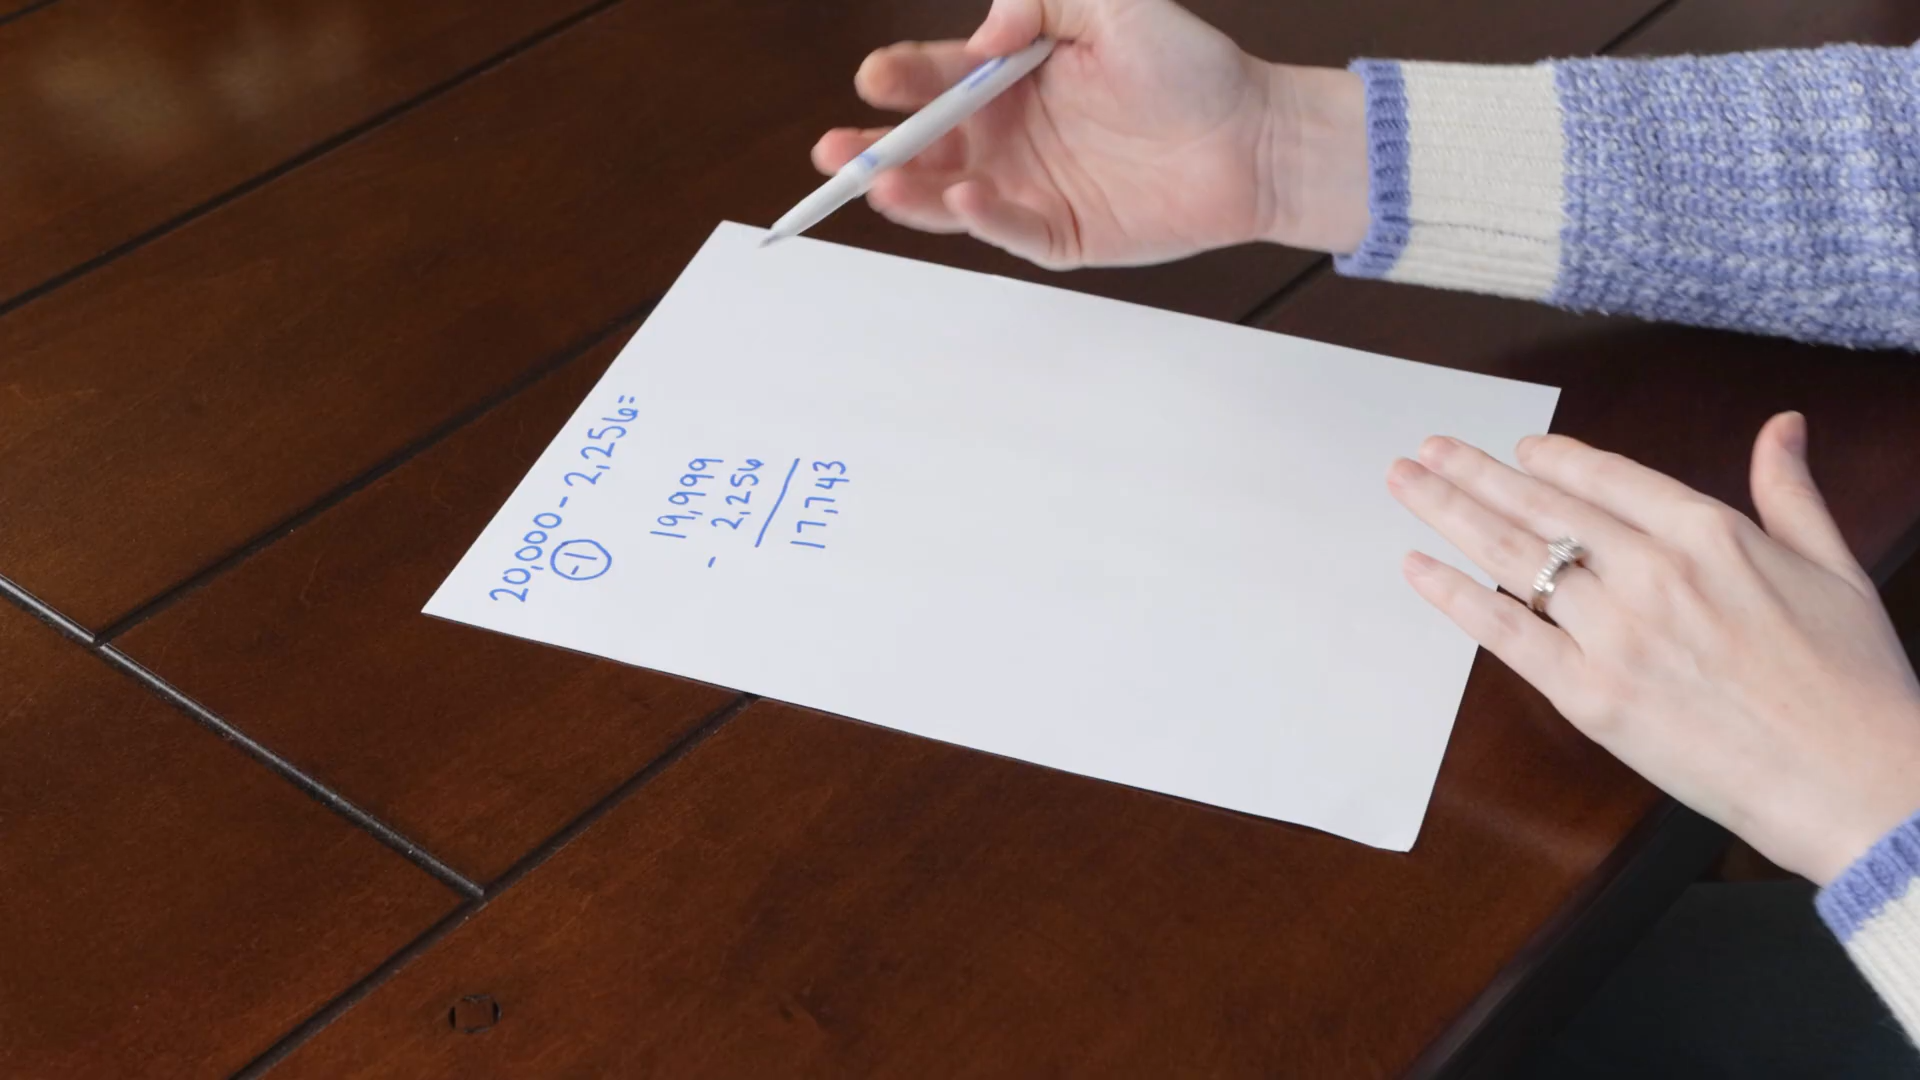 20,000 - 2,256=
-1
19,999
- 2,256
17,743